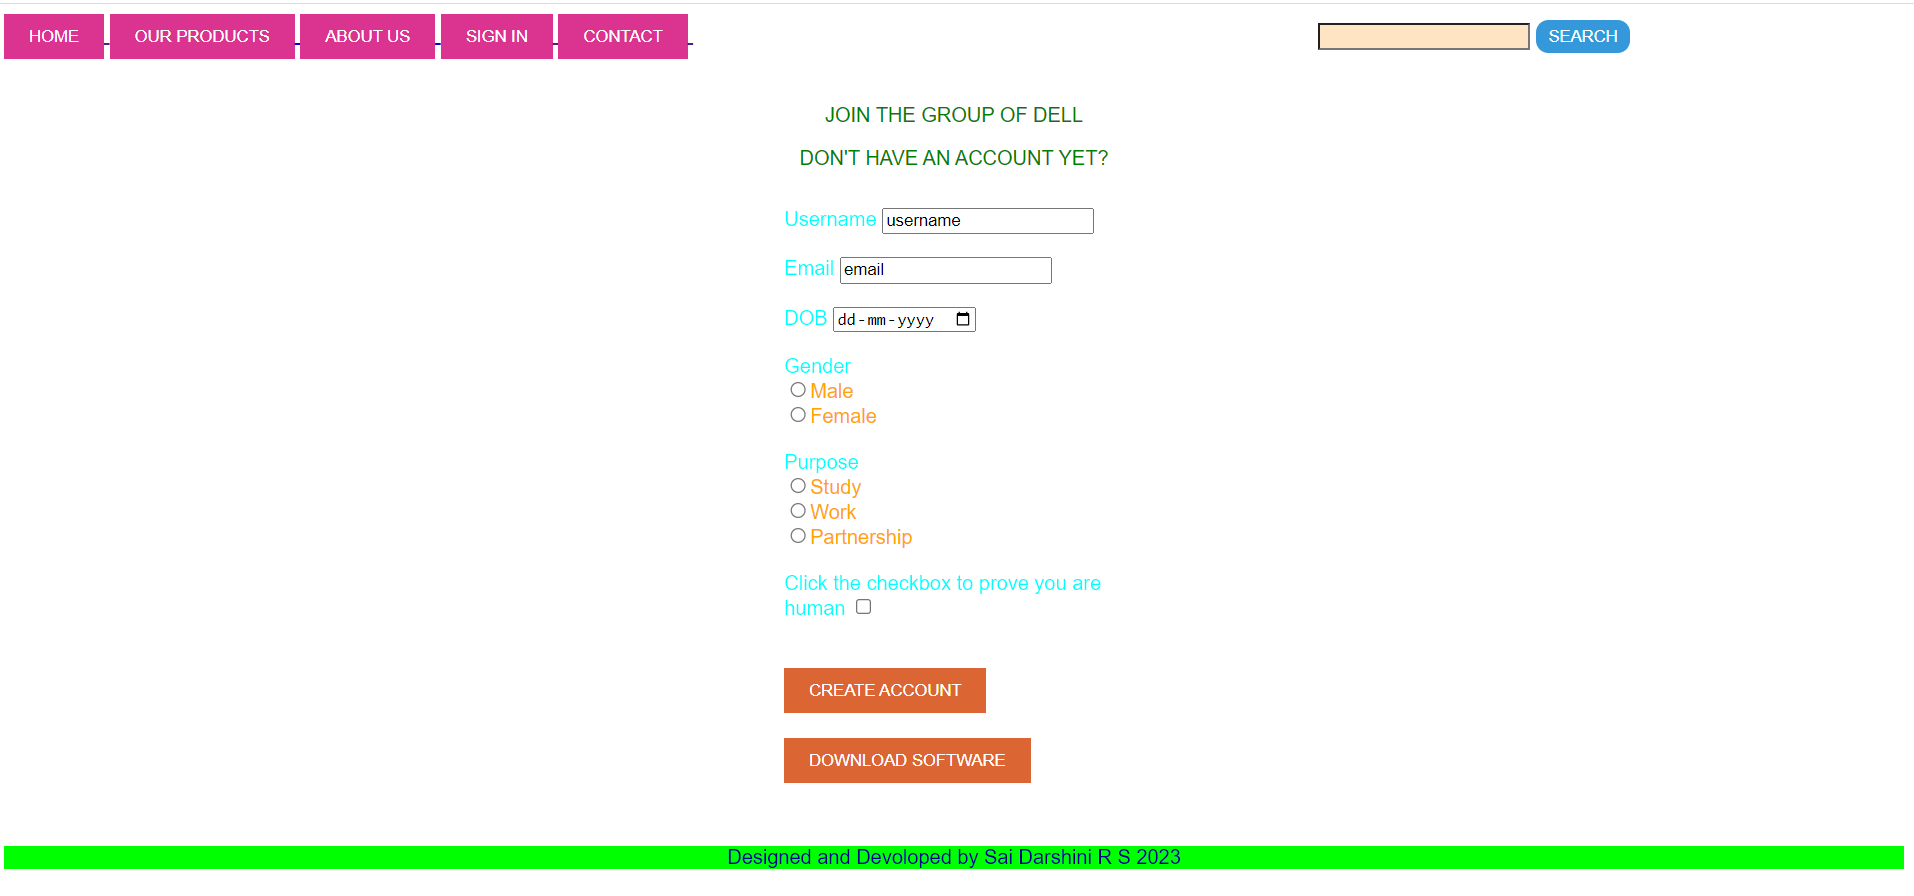 HOME OUR PRODUCTS ABOUT US SIGN IN CONTACT SEARCH
JOIN THE GROUP OF DELL
DON'T HAVE AN ACCOUNT YET?
Username username
Email email
DOB dd-mm-yyyy
Gender
Male
Female
Purpose
Study
Work
Partnership
Click the checkbox to prove you are
human
CREATE ACCOUNT
DOWNLOAD SOFTWARE
Designed and Devoloped by Sai Darshini R S 2023